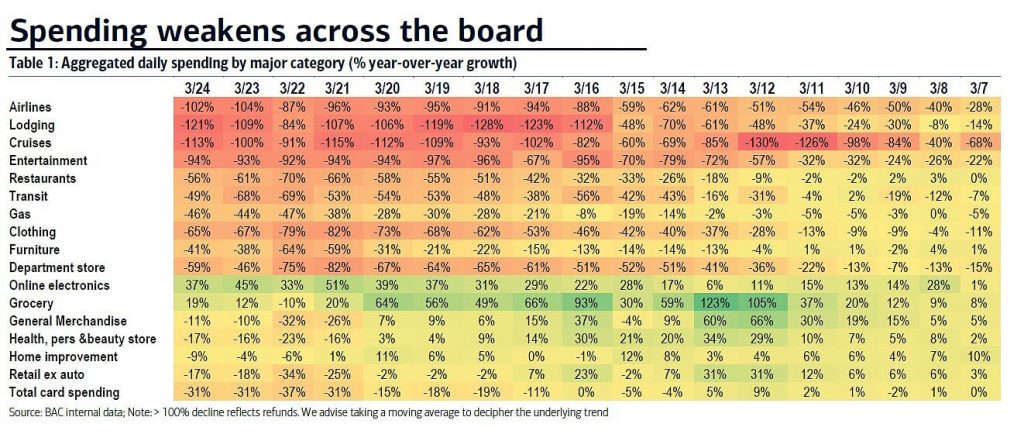 Spending weakens across the board
Table 1: Aggregated daily spending by major category (% year-over-year growth)
3/24 3/23 3/22 3/21 3/20 3/19 3/18 3/17 3/16 3/15 3/14 3/13 3/12 3/11 3/10 3/9 3/8 3/7
Airlines -102% -104% -87% -96% -93% -95% -91% -94% -88% -59% -62% -61% -51% -54% -46% -50% -40% -28%
Lodging -121% -109% -84% -107% -106% -119% -128% -123% -112% -48% -70% -61% -48% -37% -24% -30% -8% -14%
Cruises -113% -100% -91% -115% -112% -109% -93% -102% -82% -60% -69% -85% -130% -126% -98% -84% -40% -68%
Entertainment -94% -93% -92% -94% -94% -97% -96% -67% -95% -70% -79% -72% -57% -32% -32% -24% -26% -22%
Restaurants -56% -61% -70% -66% -58% -55% -51% -42% -32% -33% -26% -18% -9% -2% -2% 2% 3% 0%
Transit -49% -68% -69% -53% -54% -53% -48% -38% -56% -42% -43% -16% -31% -4% 2% -19% -12% -7%
Gas -46% -44% -47% -38% -28% -30% -28% -21% -8% -19% -14% -2% -3% -5% -5% -3% 0% -5%
Clothing -65% -67% -79% -82% -73% -68% -62% -53% -46% -42% -40% -37% -28% -13% -9% -9% -4% -11%
Furniture -41% -38% -64% -59% -31% -21% -22% -15% -13% -14% -14% -13% -4% 1% 1% -2% 4% 1%
Department store -59% -46% -75% -82% -67% -64% -65% -61% -51% -52% -51% -41% -36% -22% -13% -7% -13% -15%
Online electronics 37% 45% 33% 51% 39% 37% 31% 29% 22% 28% 17% 6% 11% 15% 13% 14% 28% 1%
Grocery 19% 12% -10% 20% 64% 56% 49% 66% 93% 30% 59% 123% 105% 37% 20% 12% 9% 8%
General Merchandise -11% -10% -32% -26% 7% 9% 6% 15% 37% -4% 9% 60% 66% 30% 19% 15% 5% 5%
Health, pers &beauty store -17% -16% -23% -16% 3% 4% 9% 14% 30% 21% 20% 34% 29% 10% 7% 5% 8% 2%
Home improvement -9% -4% -6% 1% 11% 6% 5% 0% -1% 12% 8% 3% 4% 6% 6% 4% 7% 10%
Retail ex auto -17% -18% -34% -25% -2% -2% -2% 7% 23% -2% 7% 31% 31% 12% 6% 6% 6% 3%
Total card spending -31% -31% -37% -31% -15% -18% -19% -11% 0% -5% -4% 5% 9% 2% 1% -2% 1% 0%
Source: BAC internal data; Note: > 100% decline reflects refunds. We advise taking a moving average to decipher the underlying trend